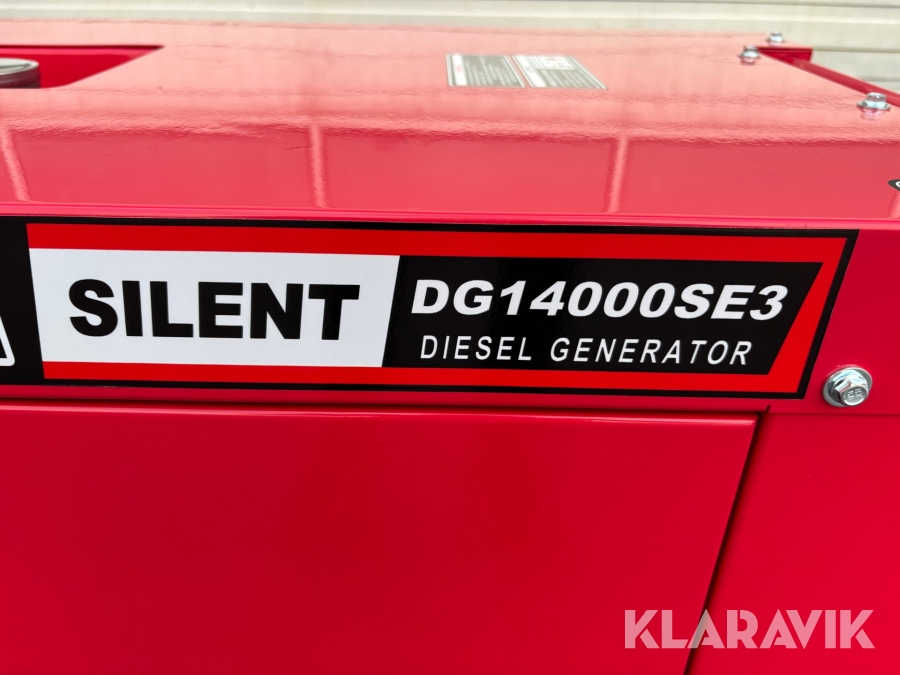 SILENT
DG14000SE3
DIESEL GENERATOR
KLARAVIK